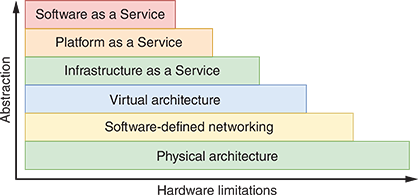 Software as a Service
Platform as a Service
Infrastructure as a Service
Virtual architecture
Software-defined networking
Physical architecture
Abstraction
Hardware limitations